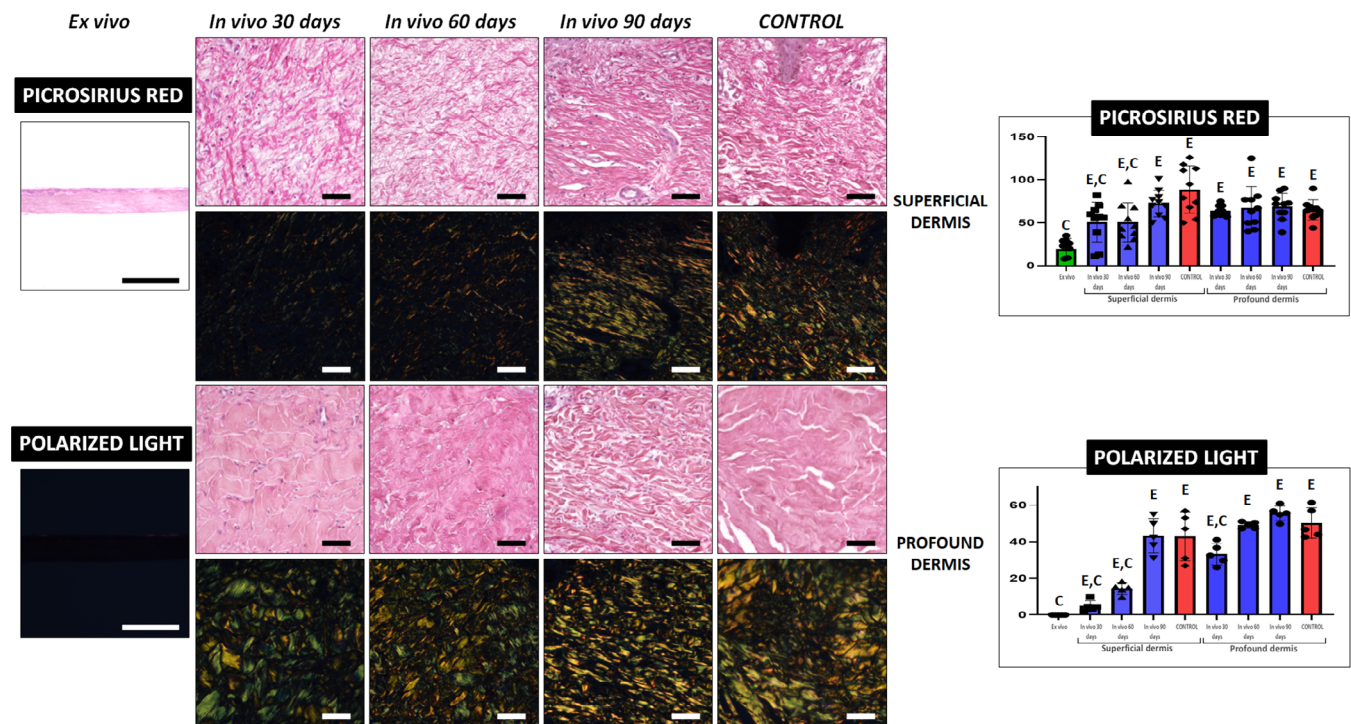 Ex vivo
In vivo 30 days
In vivo 60 days
In vivo 90 days
CONTROL
PICROSIRIUS RED
POLARIZED LIGHT
SUPERFICIAL
DERMIS
PROFOUND
DERMIS
PICROSIRIUS RED
150
100
50
0
C
E,C
E,C
E
E
E
E
E
E
Ex vivo
In vivo 30
days
In vivo 60
days
In vivo 90
days
CONTROL
In vivo 30
days
In vivo 60
days
In vivo 90
days
CONTROL
Superficial dermis
Profound dermis
POLARIZED LIGHT
60
40
20
0
C
E,C
E,C
E
E
E,C
E
E
E
Ex vivo
In vivo 30
days
In vivo 60
days
In vivo 90
days
CONTROL
In vivo 30
days
In vivo 60
days
In vivo 90
days
CONTROL
Superficial dermis
Profound dermis